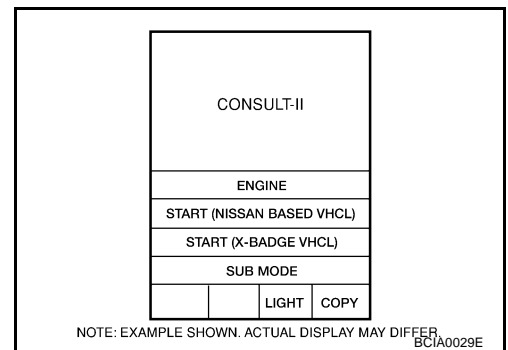 CONSULT-II
ENGINE
START (NISSAN BASED VHCL)
START (X-BADGE VHCL)
SUB MODE
LIGHT COPY
NOTE: EXAMPLE SHOWN. ACTUAL DISPLAY MAY DIFFER.
BCIA0029E